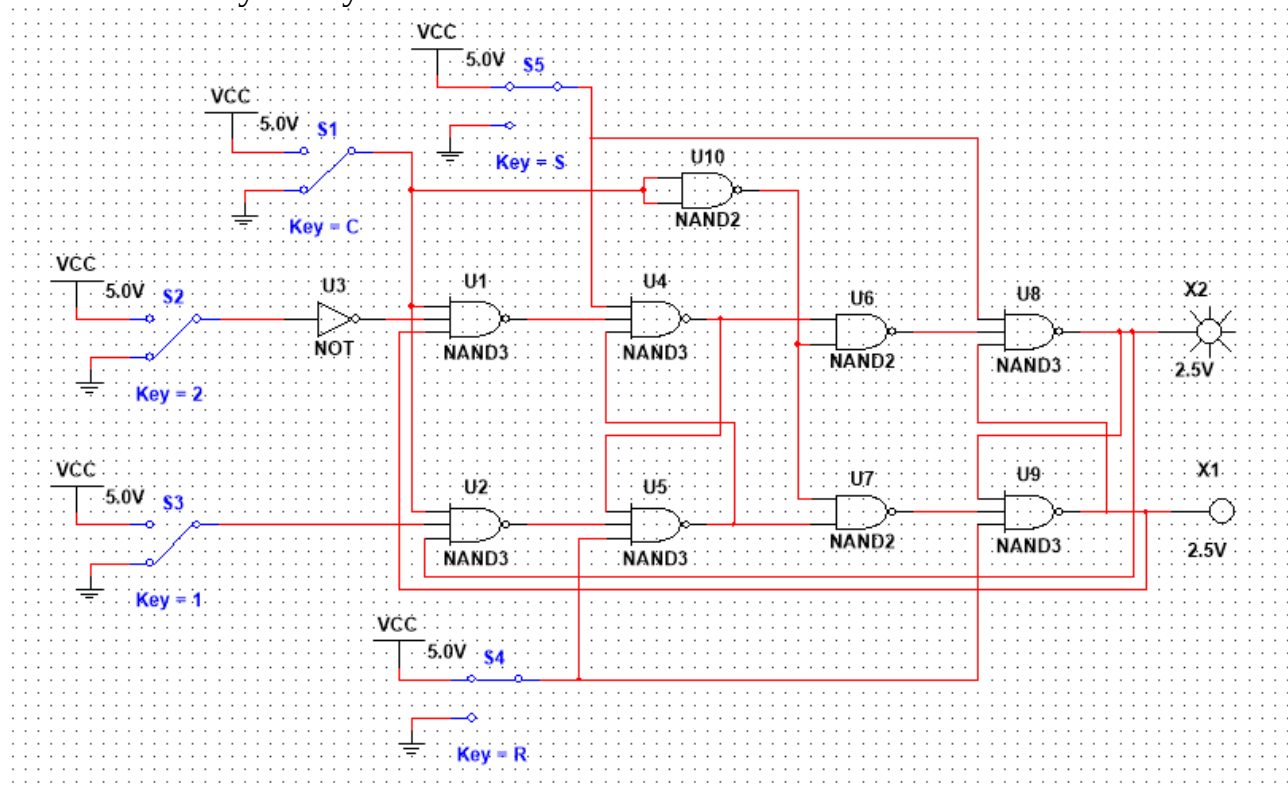 VCC
5.0V
S5
VCC
5.0V
S1
Key = S
U10
NAND2
Key = C
VCC
5.0V
S2
U3
NOT
U1
NAND3
U4
NAND3
U6
NAND2
U8
NAND3
X2
2.5V
Key = 2
VCC
5.0V
S3
U2
NAND3
U5
NAND3
U7
NAND2
U9
NAND3
X1
2.5V
Key = 1
VCC
5.0V
S4
Key = R